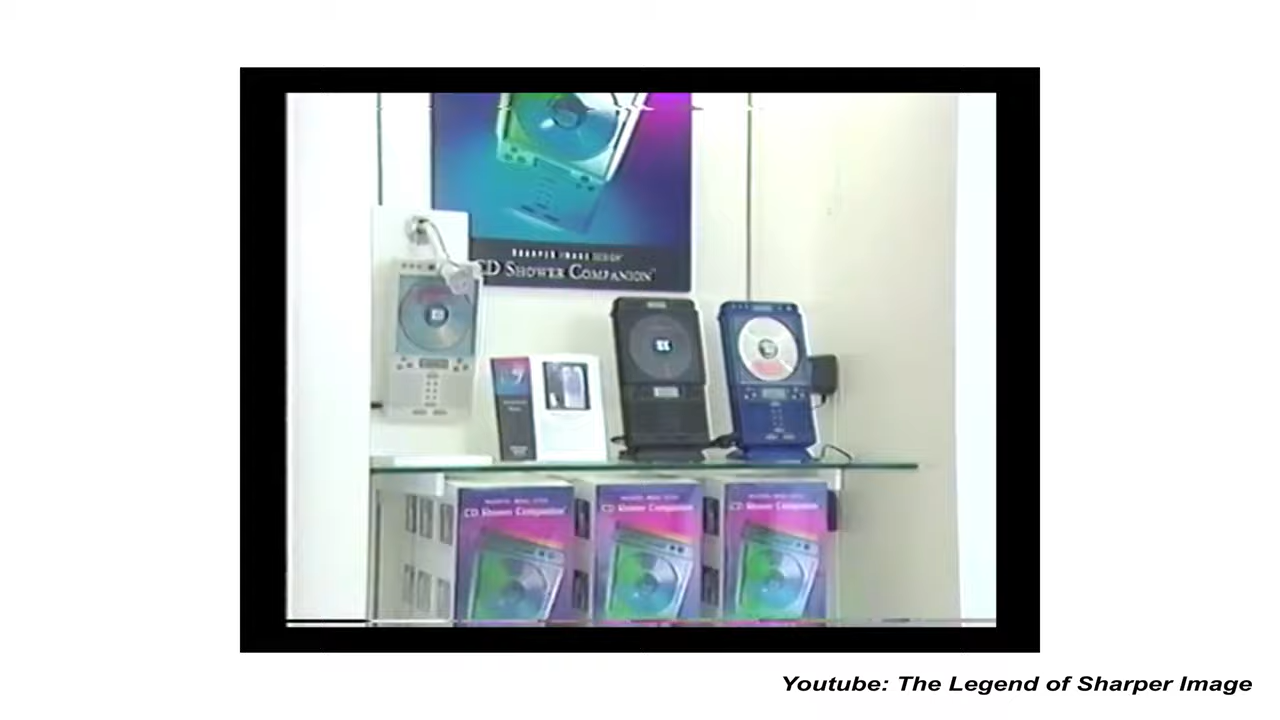 SHARPER IMAGE DESIGN
CD SHOWER COMPANION
CD Shower Companion
CD Shower Companion
CD Shower Companion
Youtube: The Legend of Sharper Image